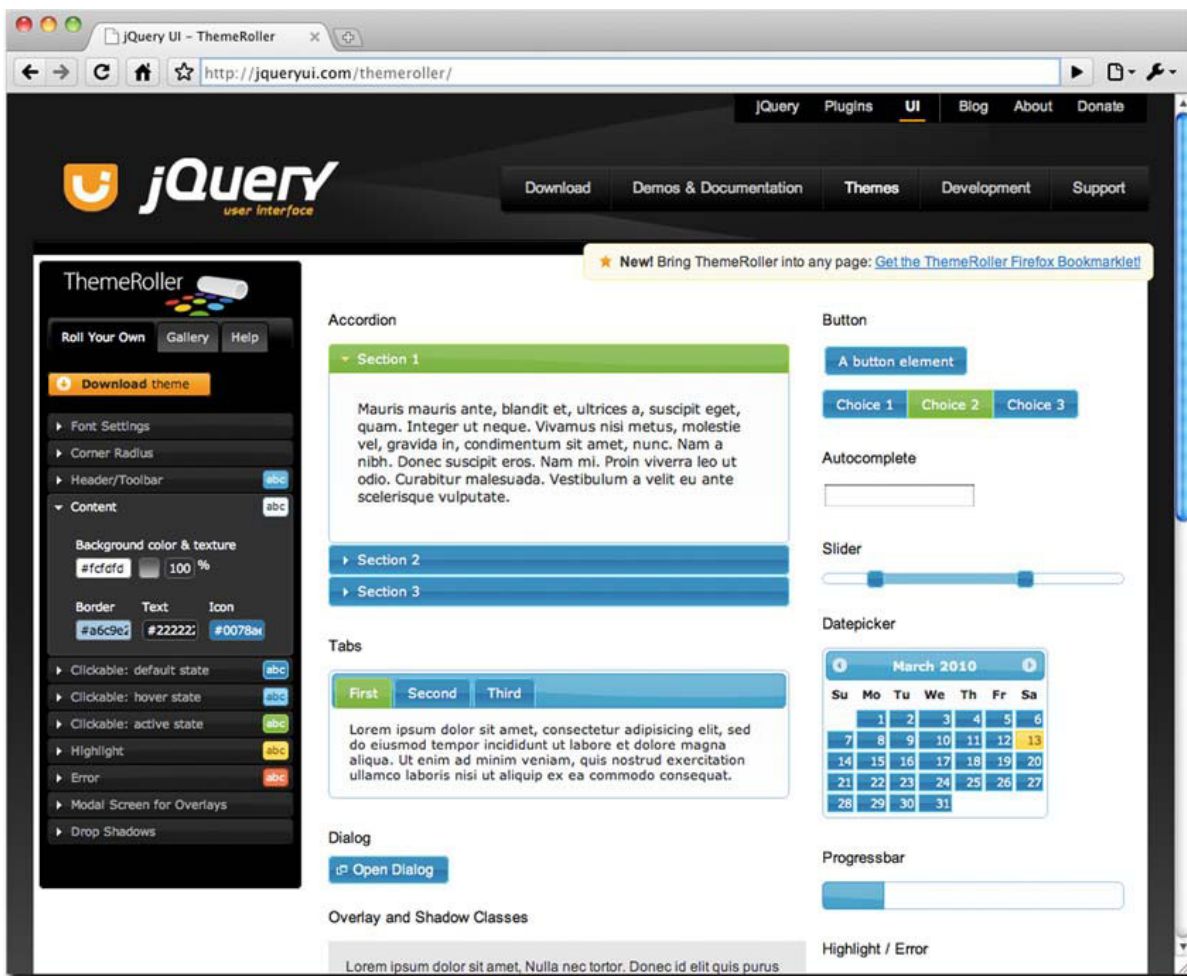 jQuery UI - ThemeRoller
http://jqueryui.com/themeroller/
jQuery Plugins UI Blog About Donate
jQuery
user interface
Download Demos & Documentation Themes Development Support
New! Bring ThemeRoller into any page: Get the ThemeRoller Firefox Bookmarklet!
ThemeRoller
Roll Your Own Gallery Help
Download theme
Font Settings
Corner Radius
Header/Toolbar abc
Content abc
Background color & texture
#fcfdfd 100 %
Border Text Icon
#a6c9e2 #222222 #0078ae
Clickable: default state abc
Clickable: hover state abc
Clickable: active state abc
Highlight abc
Error abc
Modal Screen for Overlays
Drop Shadows
Accordion
Section 1
Mauris mauris ante, blandit et, ultrices a, suscipit eget,
quam. Integer ut neque. Vivamus nisi metus, molestie
vel, gravida in, condimentum sit amet, nunc. Nam a
nibh. Donec suscipit eros. Nam mi. Proin viverra leo ut
odio. Curabitur malesuada. Vestibulum a velit eu ante
scelerisque vulputate.
Section 2
Section 3
Tabs
First Second Third
Lorem ipsum dolor sit amet, consectetur adipisicing elit, sed
do eiusmod tempor incididunt ut labore et dolore magna
aliqua. Ut enim ad minim veniam, quis nostrud exercitation
ullamco laboris nisi ut aliquip ex ea commodo consequat.
Dialog
Open Dialog
Overlay and Shadow Classes
Lorem ipsum dolor sit amet, Nulla nec tortor. Donec id elit quis purus
Button
A button element
Choice 1 Choice 2 Choice 3
Autocomplete
Slider
Datepicker
March 2010
Su Mo Tu We Th Fr Sa
1 2 3 4 5 6
7 8 9 10 11 12 13
14 15 16 17 18 19 20
21 22 23 24 25 26 27
28 29 30 31
Progressbar
Highlight / Error